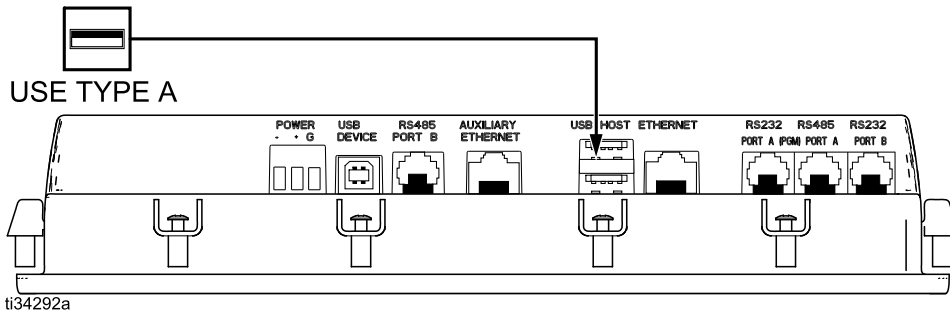 USE TYPE A
POWER
- + G
USB
DEVICE
RS485
PORT B
AUXILIARY
ETHERNET
USB HOST
ETHERNET
RS232
PORT A (PGM)
RS485
PORT A
RS232
PORT B
ti34292a